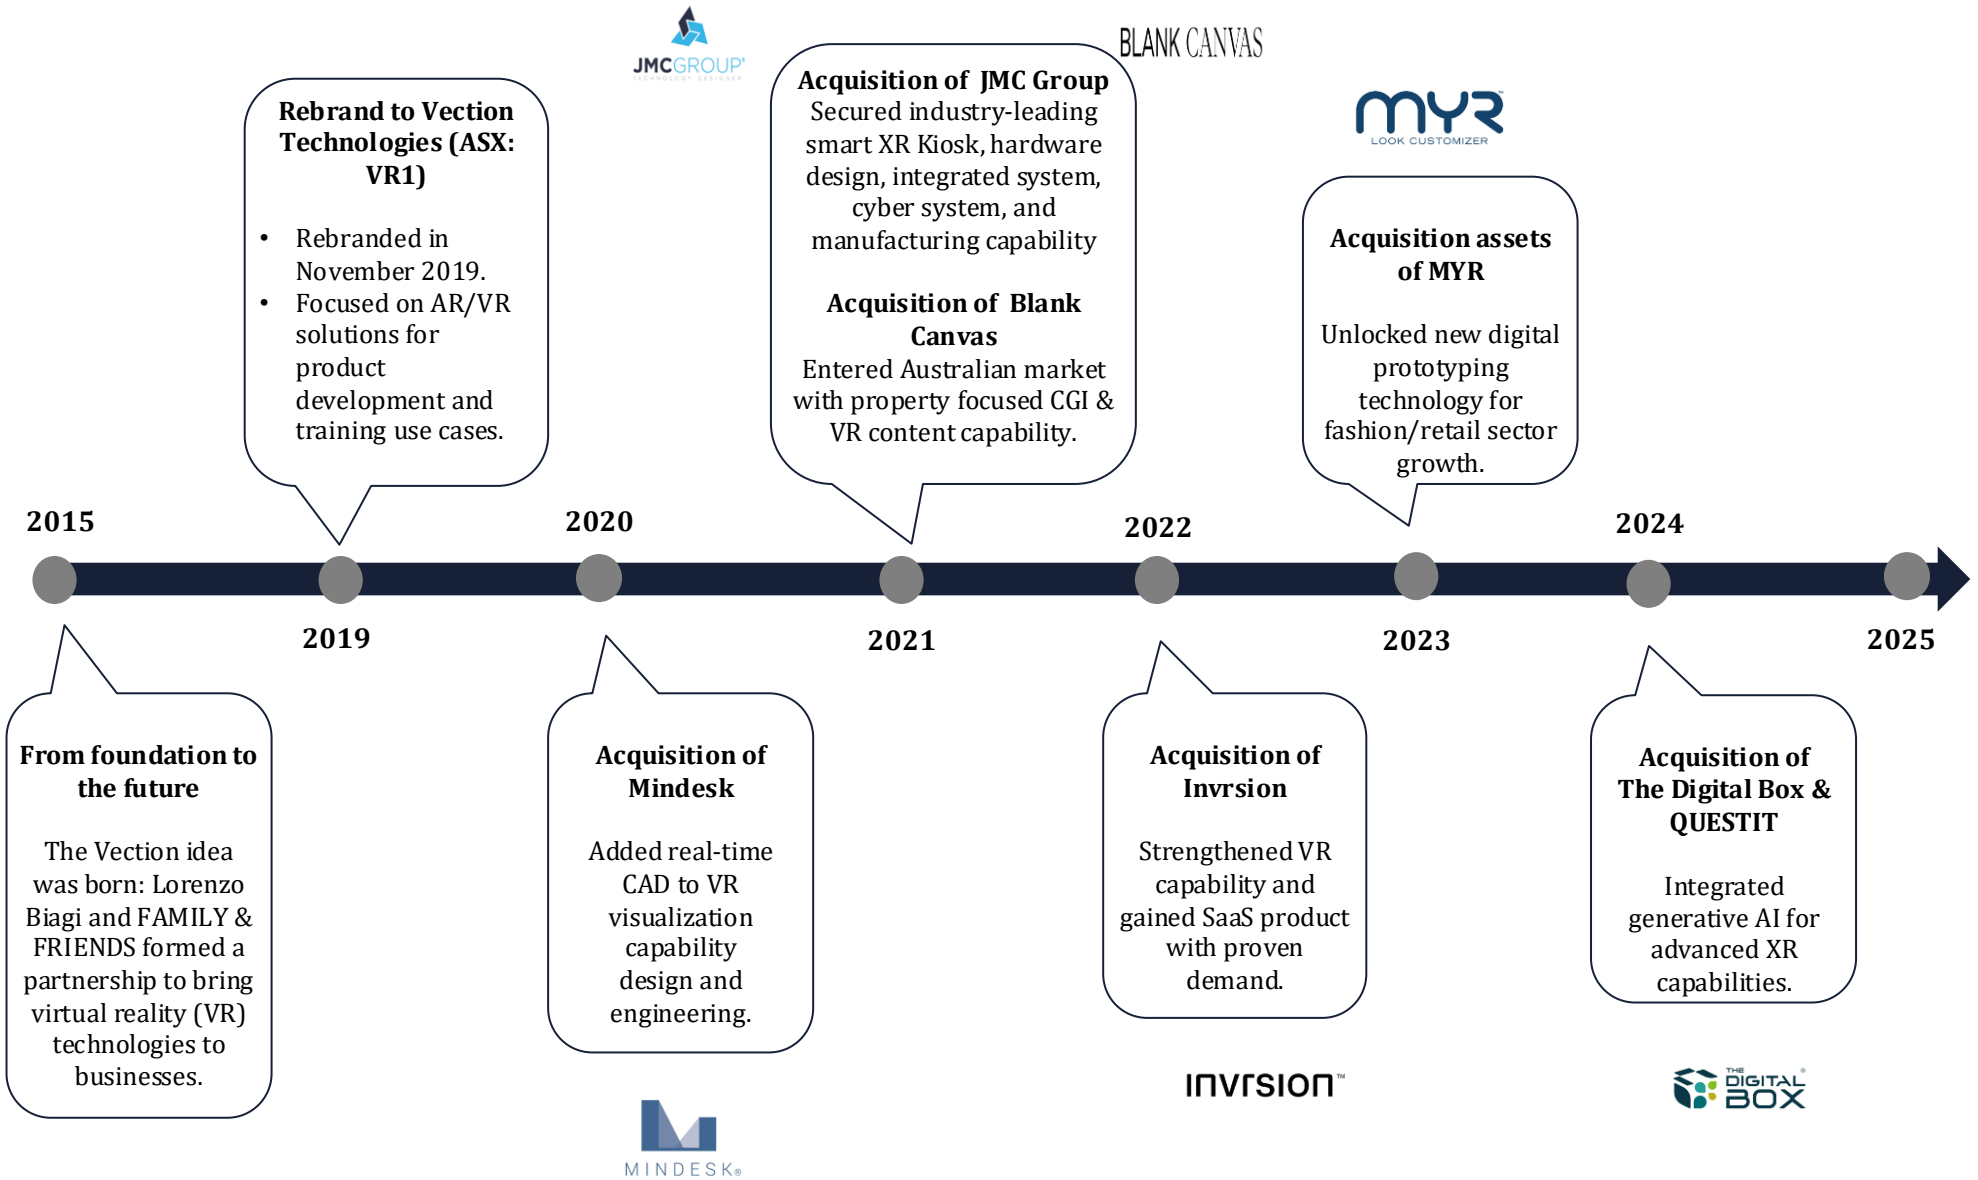 JMCGROUP®
TECHNOLOGY DESIGNER
BLANK CANVAS
MYR™
LOOK CUSTOMIZER
Rebrand to Vection
Technologies (ASX:
VR1)
• Rebranded in
November 2019.
• Focused on AR/VR
solutions for
product
development and
training use cases.
Acquisition of JMC Group
Secured industry-leading
smart XR Kiosk, hardware
design, integrated system,
cyber system, and
manufacturing capability
Acquisition of Blank
Canvas
Entered Australian market
with property focused CGI &
VR content capability.
Acquisition assets
of MYR
Unlocked new digital
prototyping
technology for
fashion/retail sector
growth.
2015
2020
2022
2024
2019
2021
2023
2025
From foundation to
the future
The Vection idea
was born: Lorenzo
Biagi and FAMILY &
FRIENDS formed a
partnership to bring
virtual reality (VR)
technologies to
businesses.
Acquisition of
Mindesk
Added real-time
CAD to VR
visualization
capability
design and
engineering.
Acquisition of
Invrsion
Strengthened VR
capability and
gained SaaS product
with proven
demand.
Acquisition of
The Digital Box &
QUESTIT
Integrated
generative AI for
advanced XR
capabilities.
MINDESK®
Invrsion™
THE
DIGITAL®
BOX